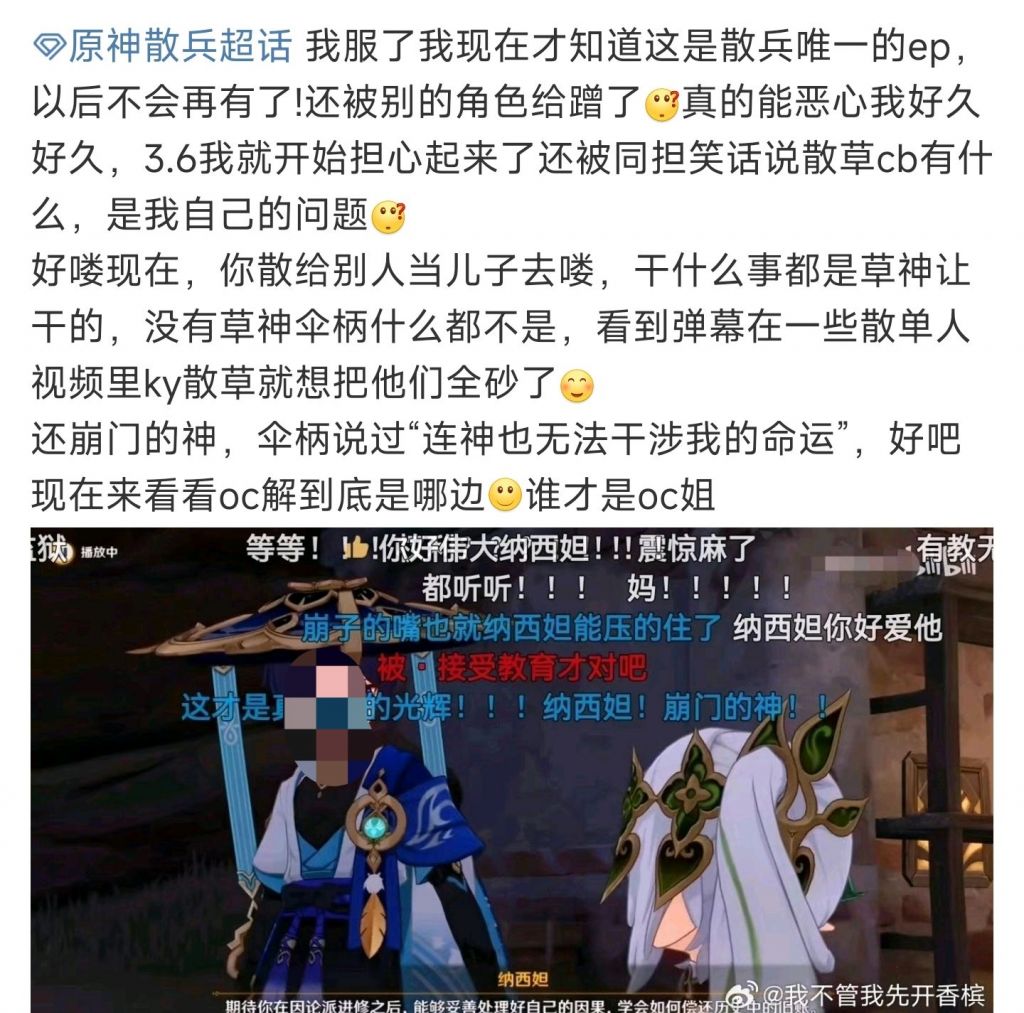 原神散兵超话 我服了我现在才知道这是散兵唯一的ep，
以后不会再有了!还被别的角色给蹭了真的能恶心我好久
好久，3.6我就开始担心起来了还被同担笑话说散草cb有什
么，是我自己的问题
好喽现在，你散给别人当儿子去喽，干什么事都是草神让
干的，没有草神伞柄什么都不是，看到弹幕在一些散单人
视频里ky散草就想把他们全砂了
还崩门的神，伞柄说过“连神也无法干涉我的命运”，好吧
现在来看看oc解到底是哪边谁才是oc姐
狱 播放中 等等！ 你好伟大纳西妲！！！震惊麻了 有教无
都听听！！！ 妈！！！！！
崩子的嘴也就纳西妲能压的住了 纳西妲你好爱他
被·接受教育才对吧
这才是 的光辉！！！纳西妲！崩门的神！！
纳西妲
期待你在因论派进修之后，能够妥善处理好自己的因果，学会如何偿还历史中的旧账。
@我不管我先开香槟